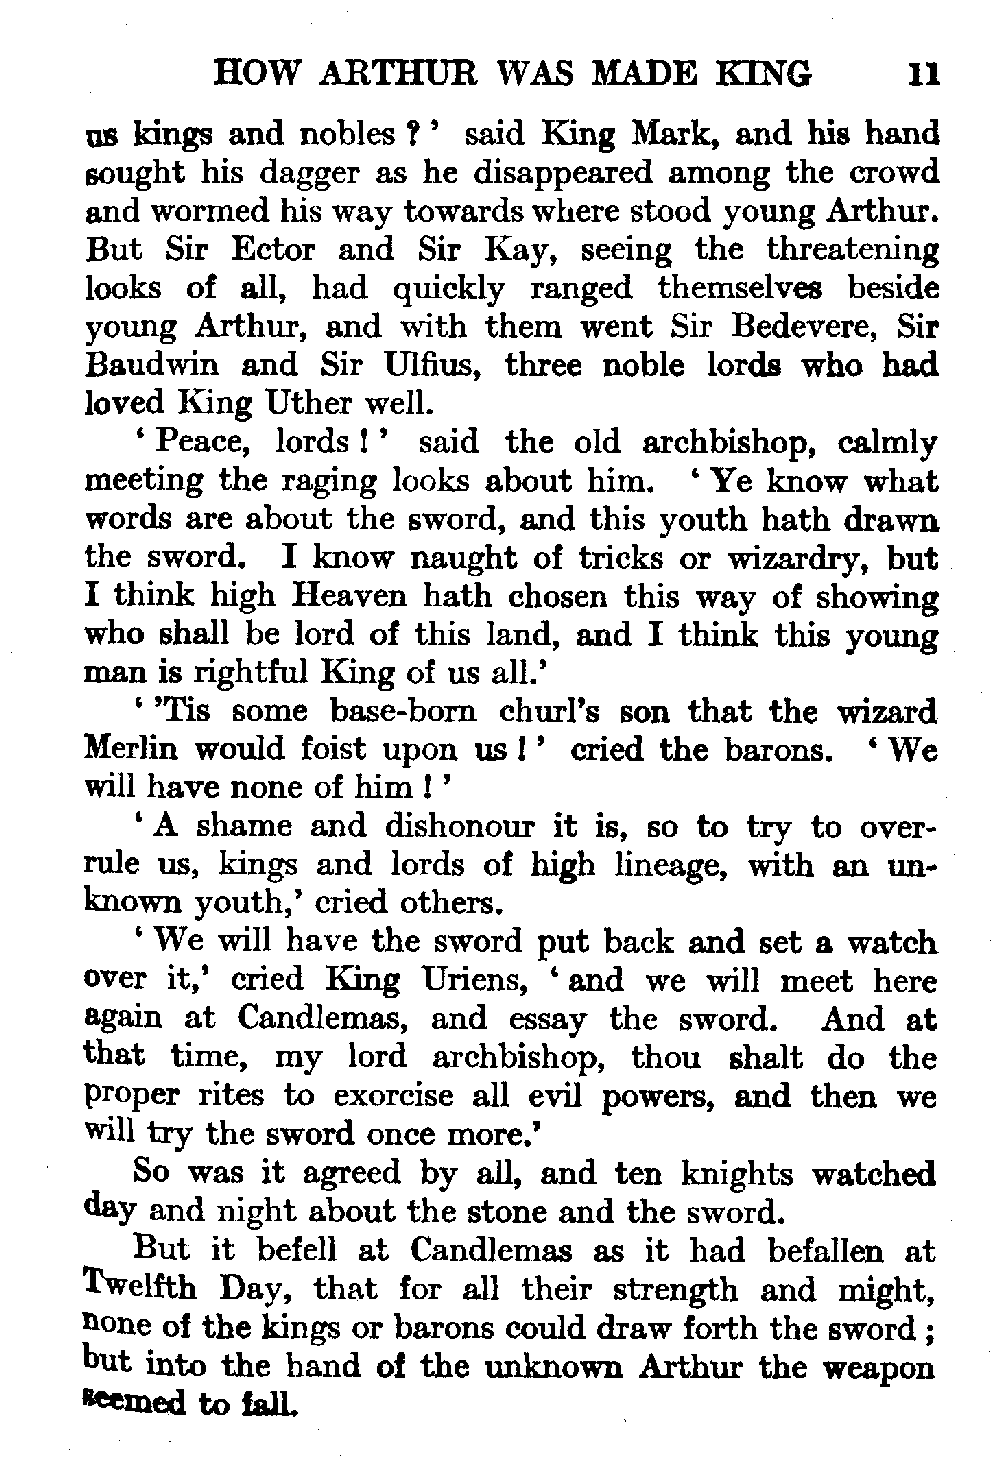 HOW ARTHUR WAS MADE KING 11
us kings and nobles ? ’ said King Mark, and his hand
sought his dagger as he disappeared among the crowd
and wormed his way towards where stood young Arthur.
But Sir Ector and Sir Kay, seeing the threatening
looks of all, had quickly ranged themselves beside
young Arthur, and with them went Sir Bedevere, Sir
Baudwin and Sir Ulfius, three noble lords who had
loved King Uther well.
‘ Peace, lords ! ’ said the old archbishop, calmly
meeting the raging looks about him. ‘ Ye know what
words are about the sword, and this youth hath drawn
the sword. I know naught of tricks or wizardry, but
I think high Heaven hath chosen this way of showing
who shall be lord of this land, and I think this young
man is rightful King of us all.’
‘ ’Tis some base-born churl’s son that the wizard
Merlin would foist upon us ! ’ cried the barons. ‘ We
will have none of him ! ’
‘ A shame and dishonour it is, so to try to over-
rule us, kings and lords of high lineage, with an un-
known youth,’ cried others.
‘ We will have the sword put back and set a watch
over it,’ cried King Uriens, ‘ and we will meet here
again at Candlemas, and essay the sword. And at
that time, my lord archbishop, thou shalt do the
proper rites to exorcise all evil powers, and then we
will try the sword once more.’
So was it agreed by all, and ten knights watched
day and night about the stone and the sword.
But it befell at Candlemas as it had befallen at
Twelfth Day, that for all their strength and might,
none of the kings or barons could draw forth the sword ;
but into the hand of the unknown Arthur the weapon
seemed to fall.